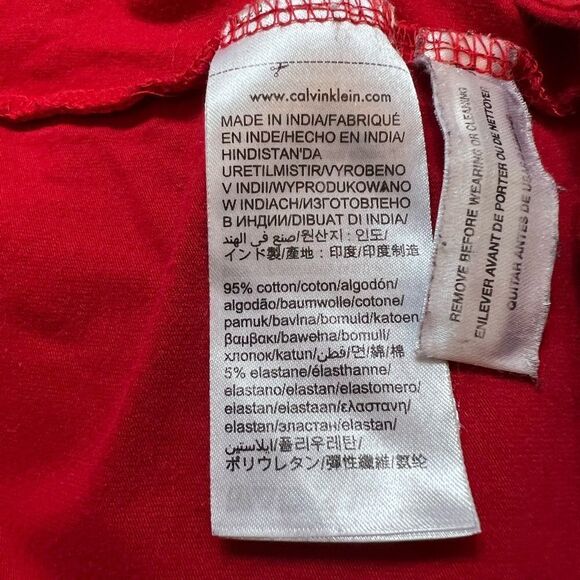 www.calvinklein.com
MADE IN INDIA/FABRIQUÉ
EN INDE/HECHO EN INDIA/
HINDISTAN'DA
URETILMISTIR/VYROBENO
V INDII/WYPRODUKOWANO
W INDIACH/ИЗГОТОВЛЕНО
В ИНДИИ/DIBUAT DI INDIA/
صنع في الهند/원산지 : 인도/
インド製/產地 : 印度/印度制造
95% cotton/coton/algodón/
algodão/baumwolle/cotone/
pamuk/bavlna/bomuld/katoen
βαμβακι/bawełna/bomull/
хлопок/katun/قطن/면/綿/棉
5% elastane/élasthanne/
elastano/elastan/elastomero/
elastan/elastaan/ελαστανη/
elastan/эластан/elastan/
ايلاستين/폴리우레탄/
ポリウレタン/彈性纖維/氨纶
REMOVE BEFORE WEARING OR CLEANING
ENLEVER AVANT DE PORTER OU DE NETTOYER
QUITAR ANTES DE